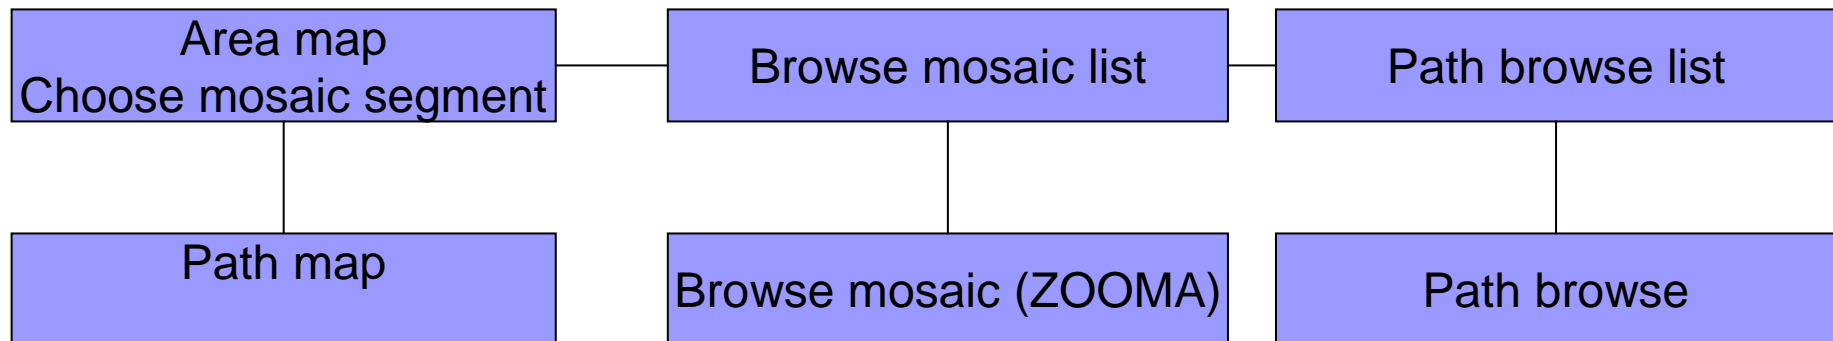 Area map
Choose mosaic segment
Browse mosaic list
Path browse list
Path map
Browse mosaic (ZOOMA)
Path browse